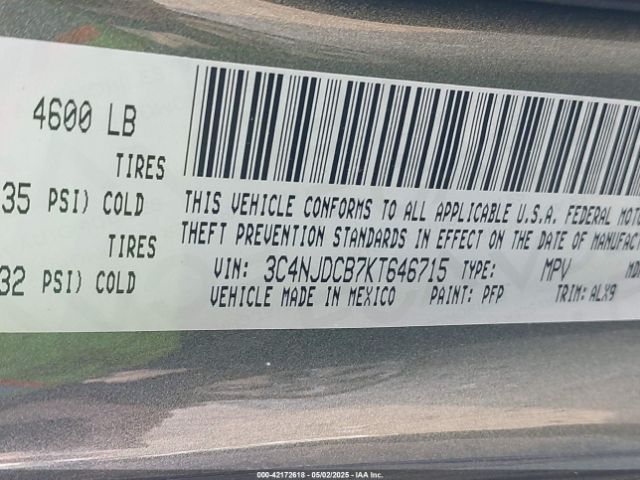 4600 LB
TIRES
35 PSI) COLD
TIRES
32 PSI) COLD
THIS VEHICLE CONFORMS TO ALL APPLICABLE U.S.A. FEDERAL MOTO
THEFT PREVENTION STANDARDS IN EFFECT ON THE DATE OF MANUFAC
VIN: 3C4NJDCB7KT646715 TYPE: MPV MD
VEHICLE MADE IN MEXICO PAINT: PFP TRIM: ALX9
000-42172618 - 05/02/2025 - IAA Inc.